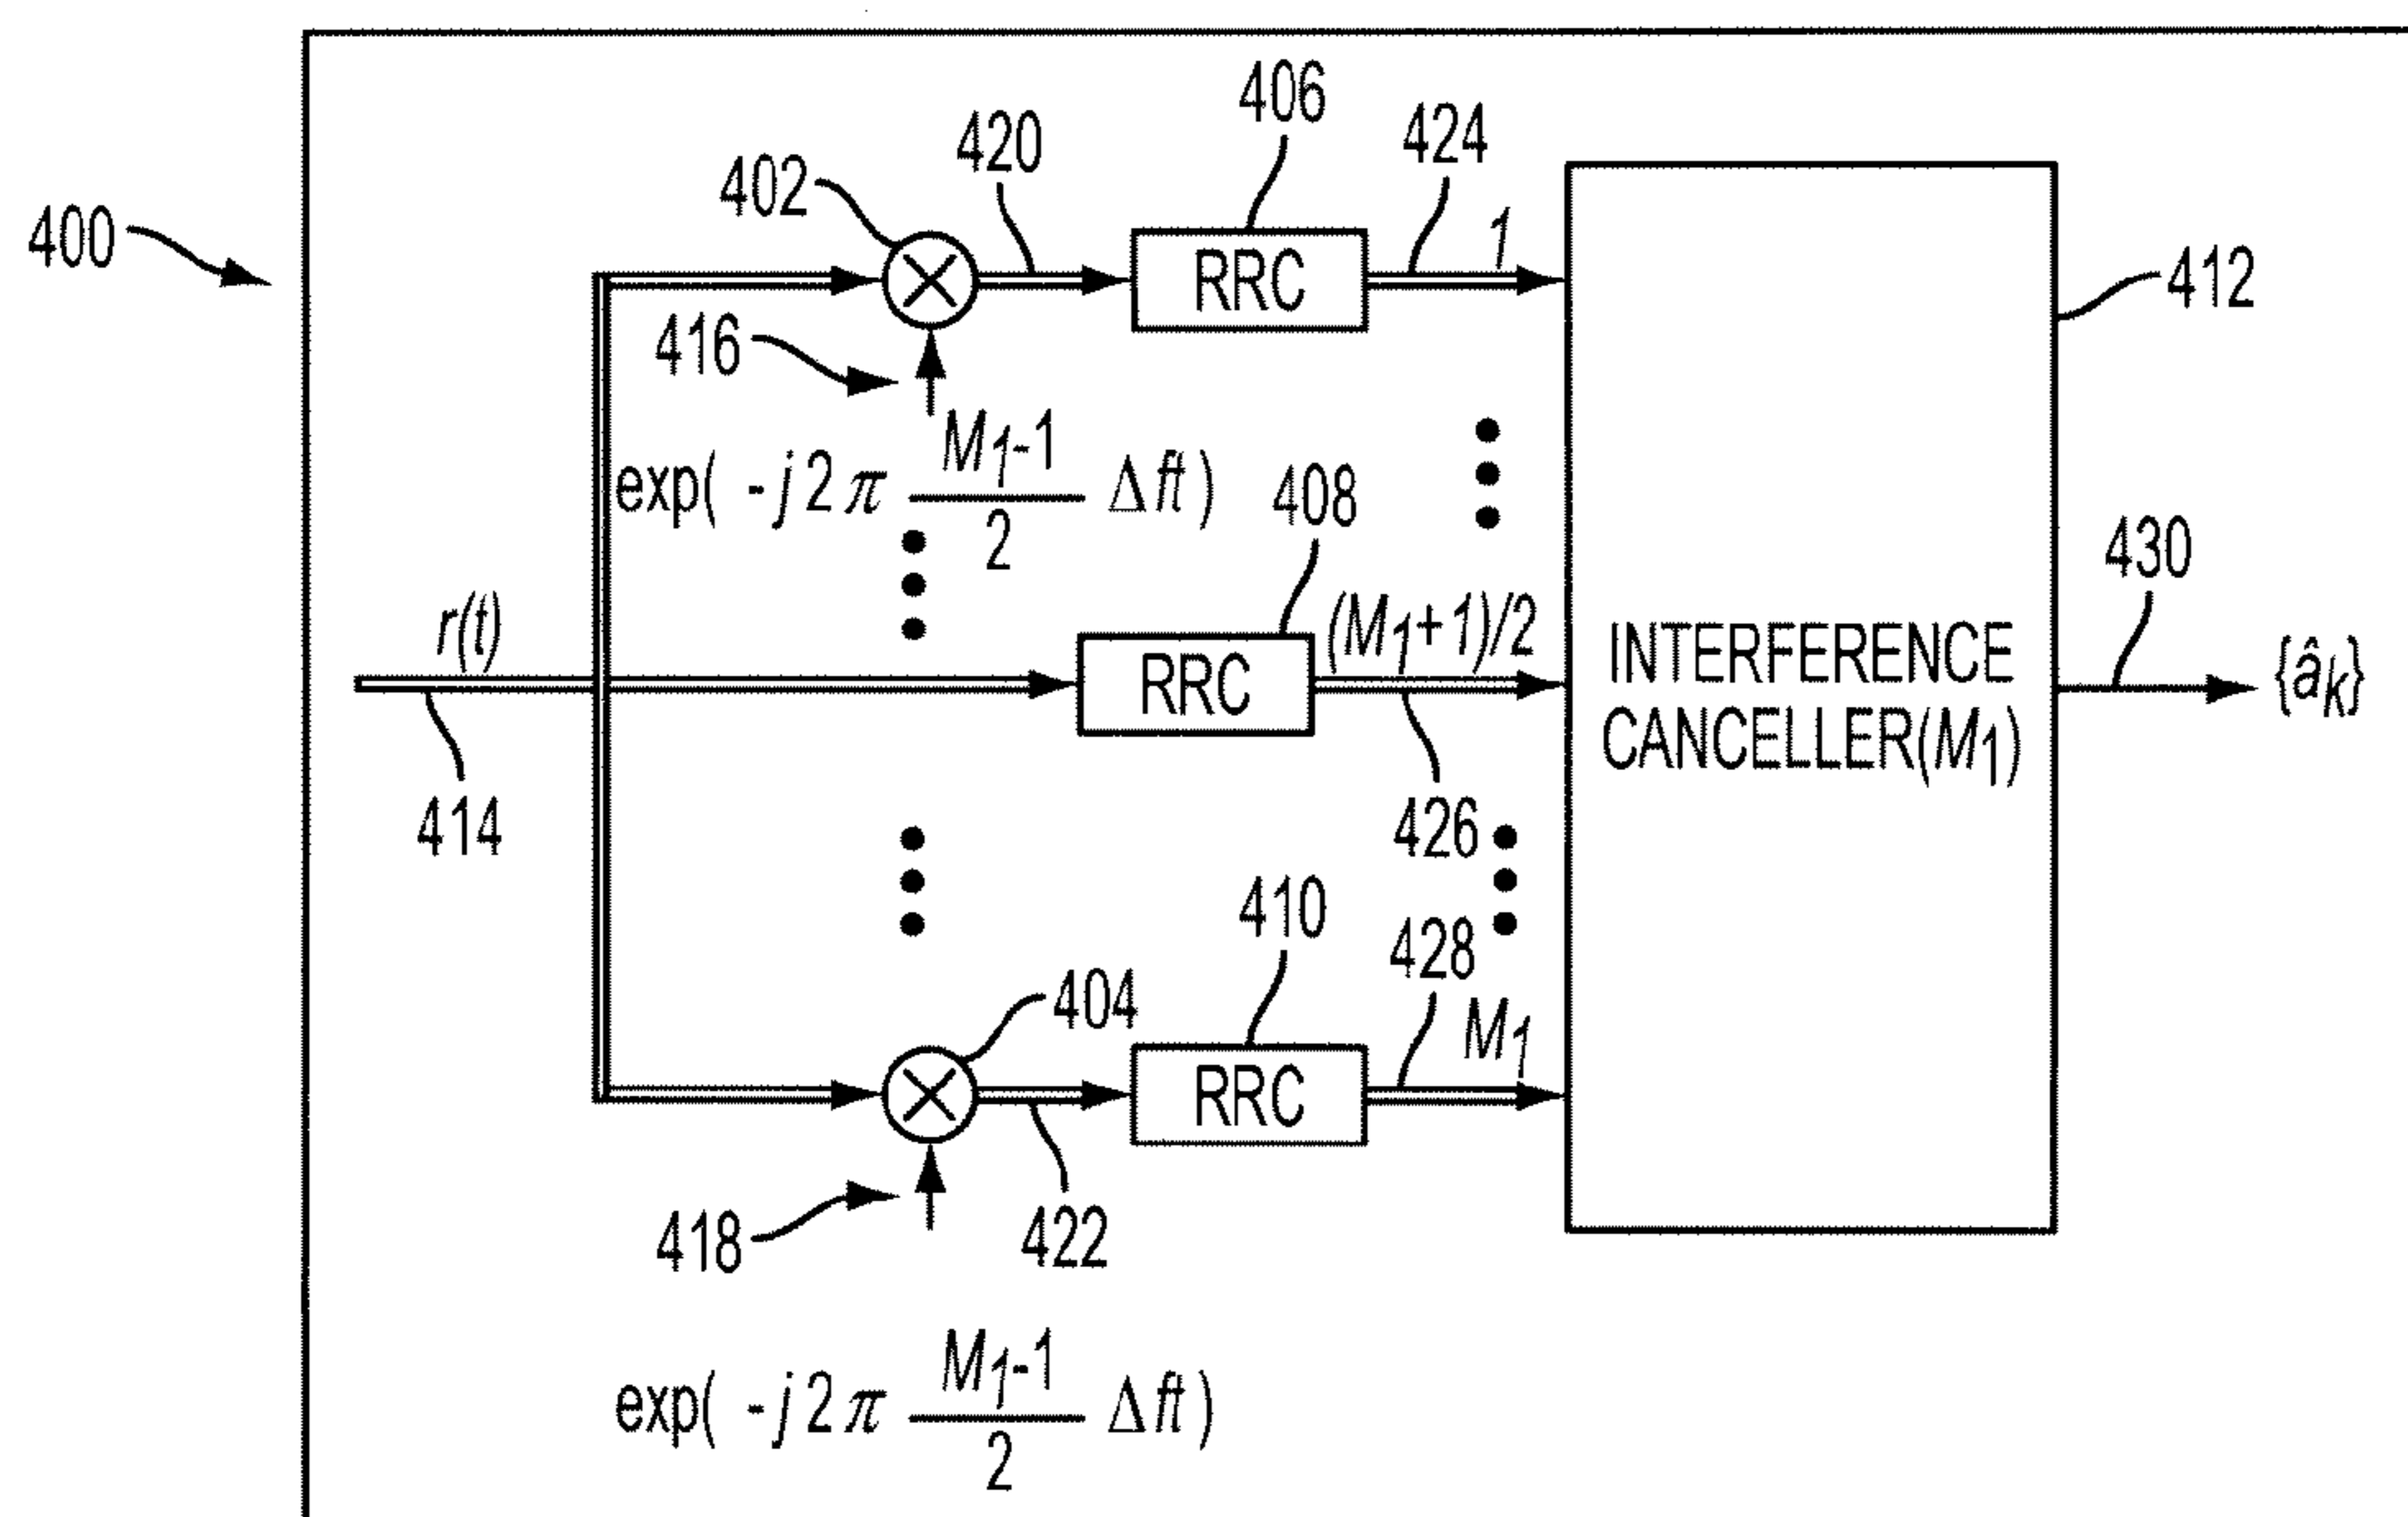 400
402
420
406
424
RRC
1
412
416
exp( -j 2 π (M₁-1)/2 Δft )
408
r(t)
414
RRC
(M₁+1)/2
426
INTERFERENCE
CANCELLER(M₁)
430
{âₖ}
404
410
428
RRC
M₁
418
422
exp( -j 2 π (M₁-1)/2 Δft )